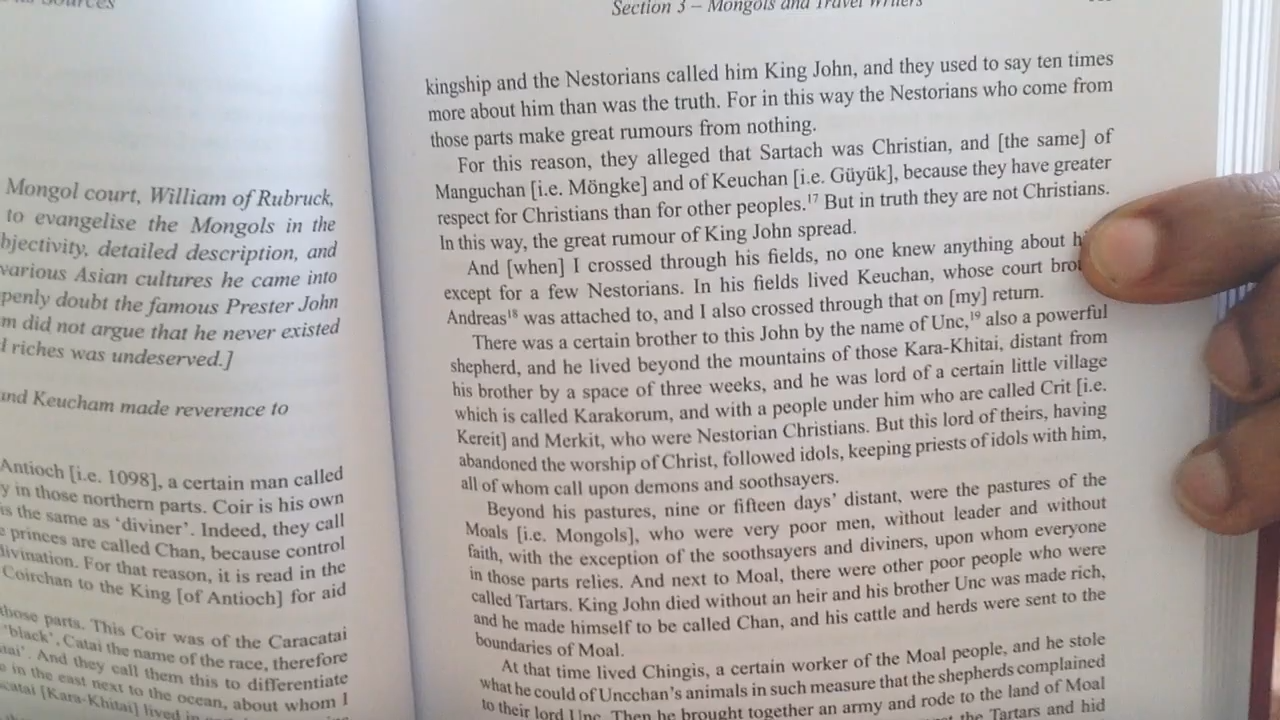 Sources
Mongol court, William of Rubruck,
to evangelise the Mongols in the
bjectivity, detailed description, and
various Asian cultures he came into
penly doubt the famous Prester John
m did not argue that he never existed
d riches was undeserved.]
and Keucham made reverence to
Antioch [i.e. 1098], a certain man called
y in those northern parts. Coir is his own
is the same as ‘diviner’. Indeed, they call
e princes are called Chan, because control
divination. For that reason, it is read in the
Coirchan to the King [of Antioch] for aid
those parts. This Coir was of the Caracatai
‘black’, Catai the name of the race, therefore
atai’. And they call them this to differentiate
e in the east next to the ocean, about whom I
catai [Kara-Khitai] lived in
Section 3 – Mongols and Travel Writers
kingship and the Nestorians called him King John, and they used to say ten times
more about him than was the truth. For in this way the Nestorians who come from
those parts make great rumours from nothing.
For this reason, they alleged that Sartach was Christian, and [the same] of
Manguchan [i.e. Möngke] and of Keuchan [i.e. Güyük], because they have greater
respect for Christians than for other peoples.¹⁷ But in truth they are not Christians.
In this way, the great rumour of King John spread.
And [when] I crossed through his fields, no one knew anything about h
except for a few Nestorians. In his fields lived Keuchan, whose court bro
Andreas¹⁸ was attached to, and I also crossed through that on [my] return.
There was a certain brother to this John by the name of Unc,¹⁹ also a powerful
shepherd, and he lived beyond the mountains of those Kara-Khitai, distant from
his brother by a space of three weeks, and he was lord of a certain little village
which is called Karakorum, and with a people under him who are called Crit [i.e.
Kereit] and Merkit, who were Nestorian Christians. But this lord of theirs, having
abandoned the worship of Christ, followed idols, keeping priests of idols with him,
all of whom call upon demons and soothsayers.
Beyond his pastures, nine or fifteen days’ distant, were the pastures of the
Moals [i.e. Mongols], who were very poor men, without leader and without
faith, with the exception of the soothsayers and diviners, upon whom everyone
in those parts relies. And next to Moal, there were other poor people who were
called Tartars. King John died without an heir and his brother Unc was made rich,
and he made himself to be called Chan, and his cattle and herds were sent to the
boundaries of Moal.
At that time lived Chingis, a certain worker of the Moal people, and he stole
what he could of Uncchan’s animals in such measure that the shepherds complained
to their lord Unc. Then he brought together an army and rode to the land of Moal
the Tartars and hid